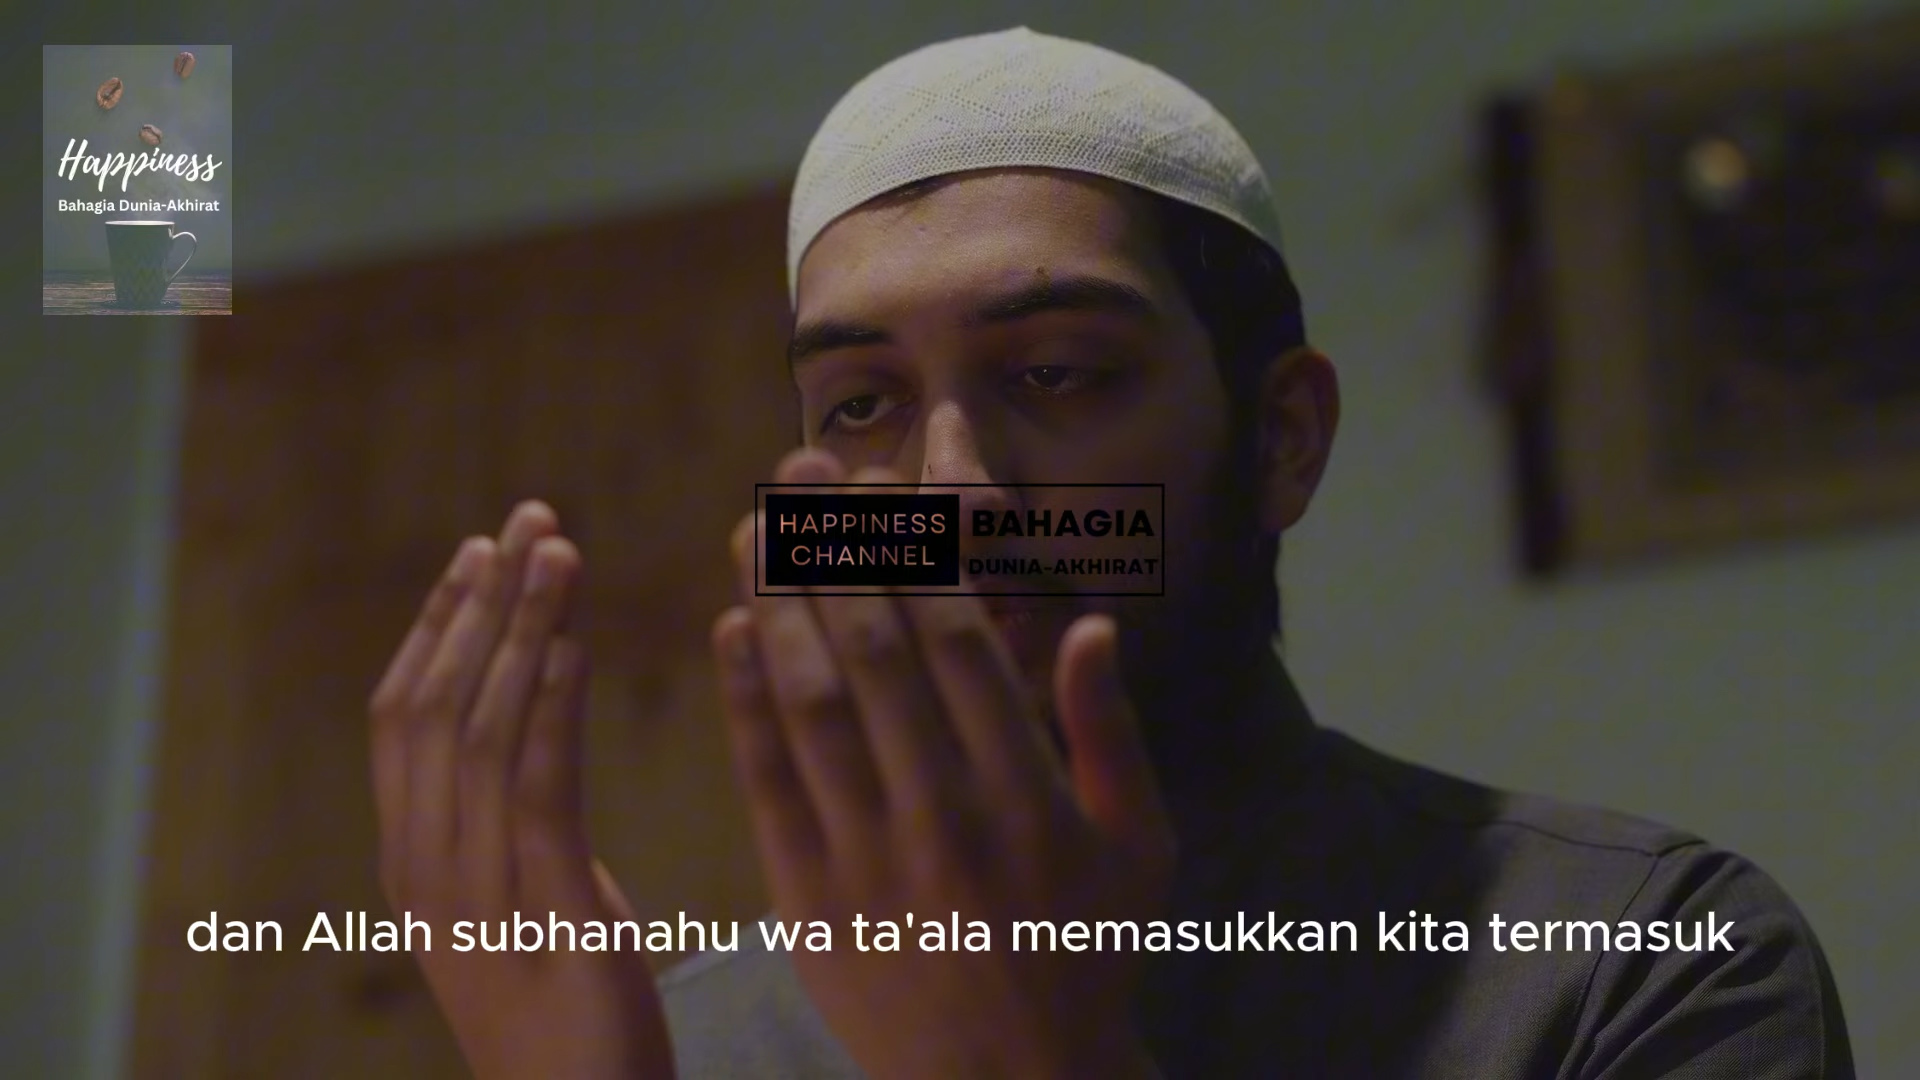 Happiness
Bahagia Dunia-Akhirat
HAPPINESS
CHANNEL
BAHAGIA
DUNIA-AKHIRAT
dan Allah subhanahu wa ta'ala memasukkan kita termasuk